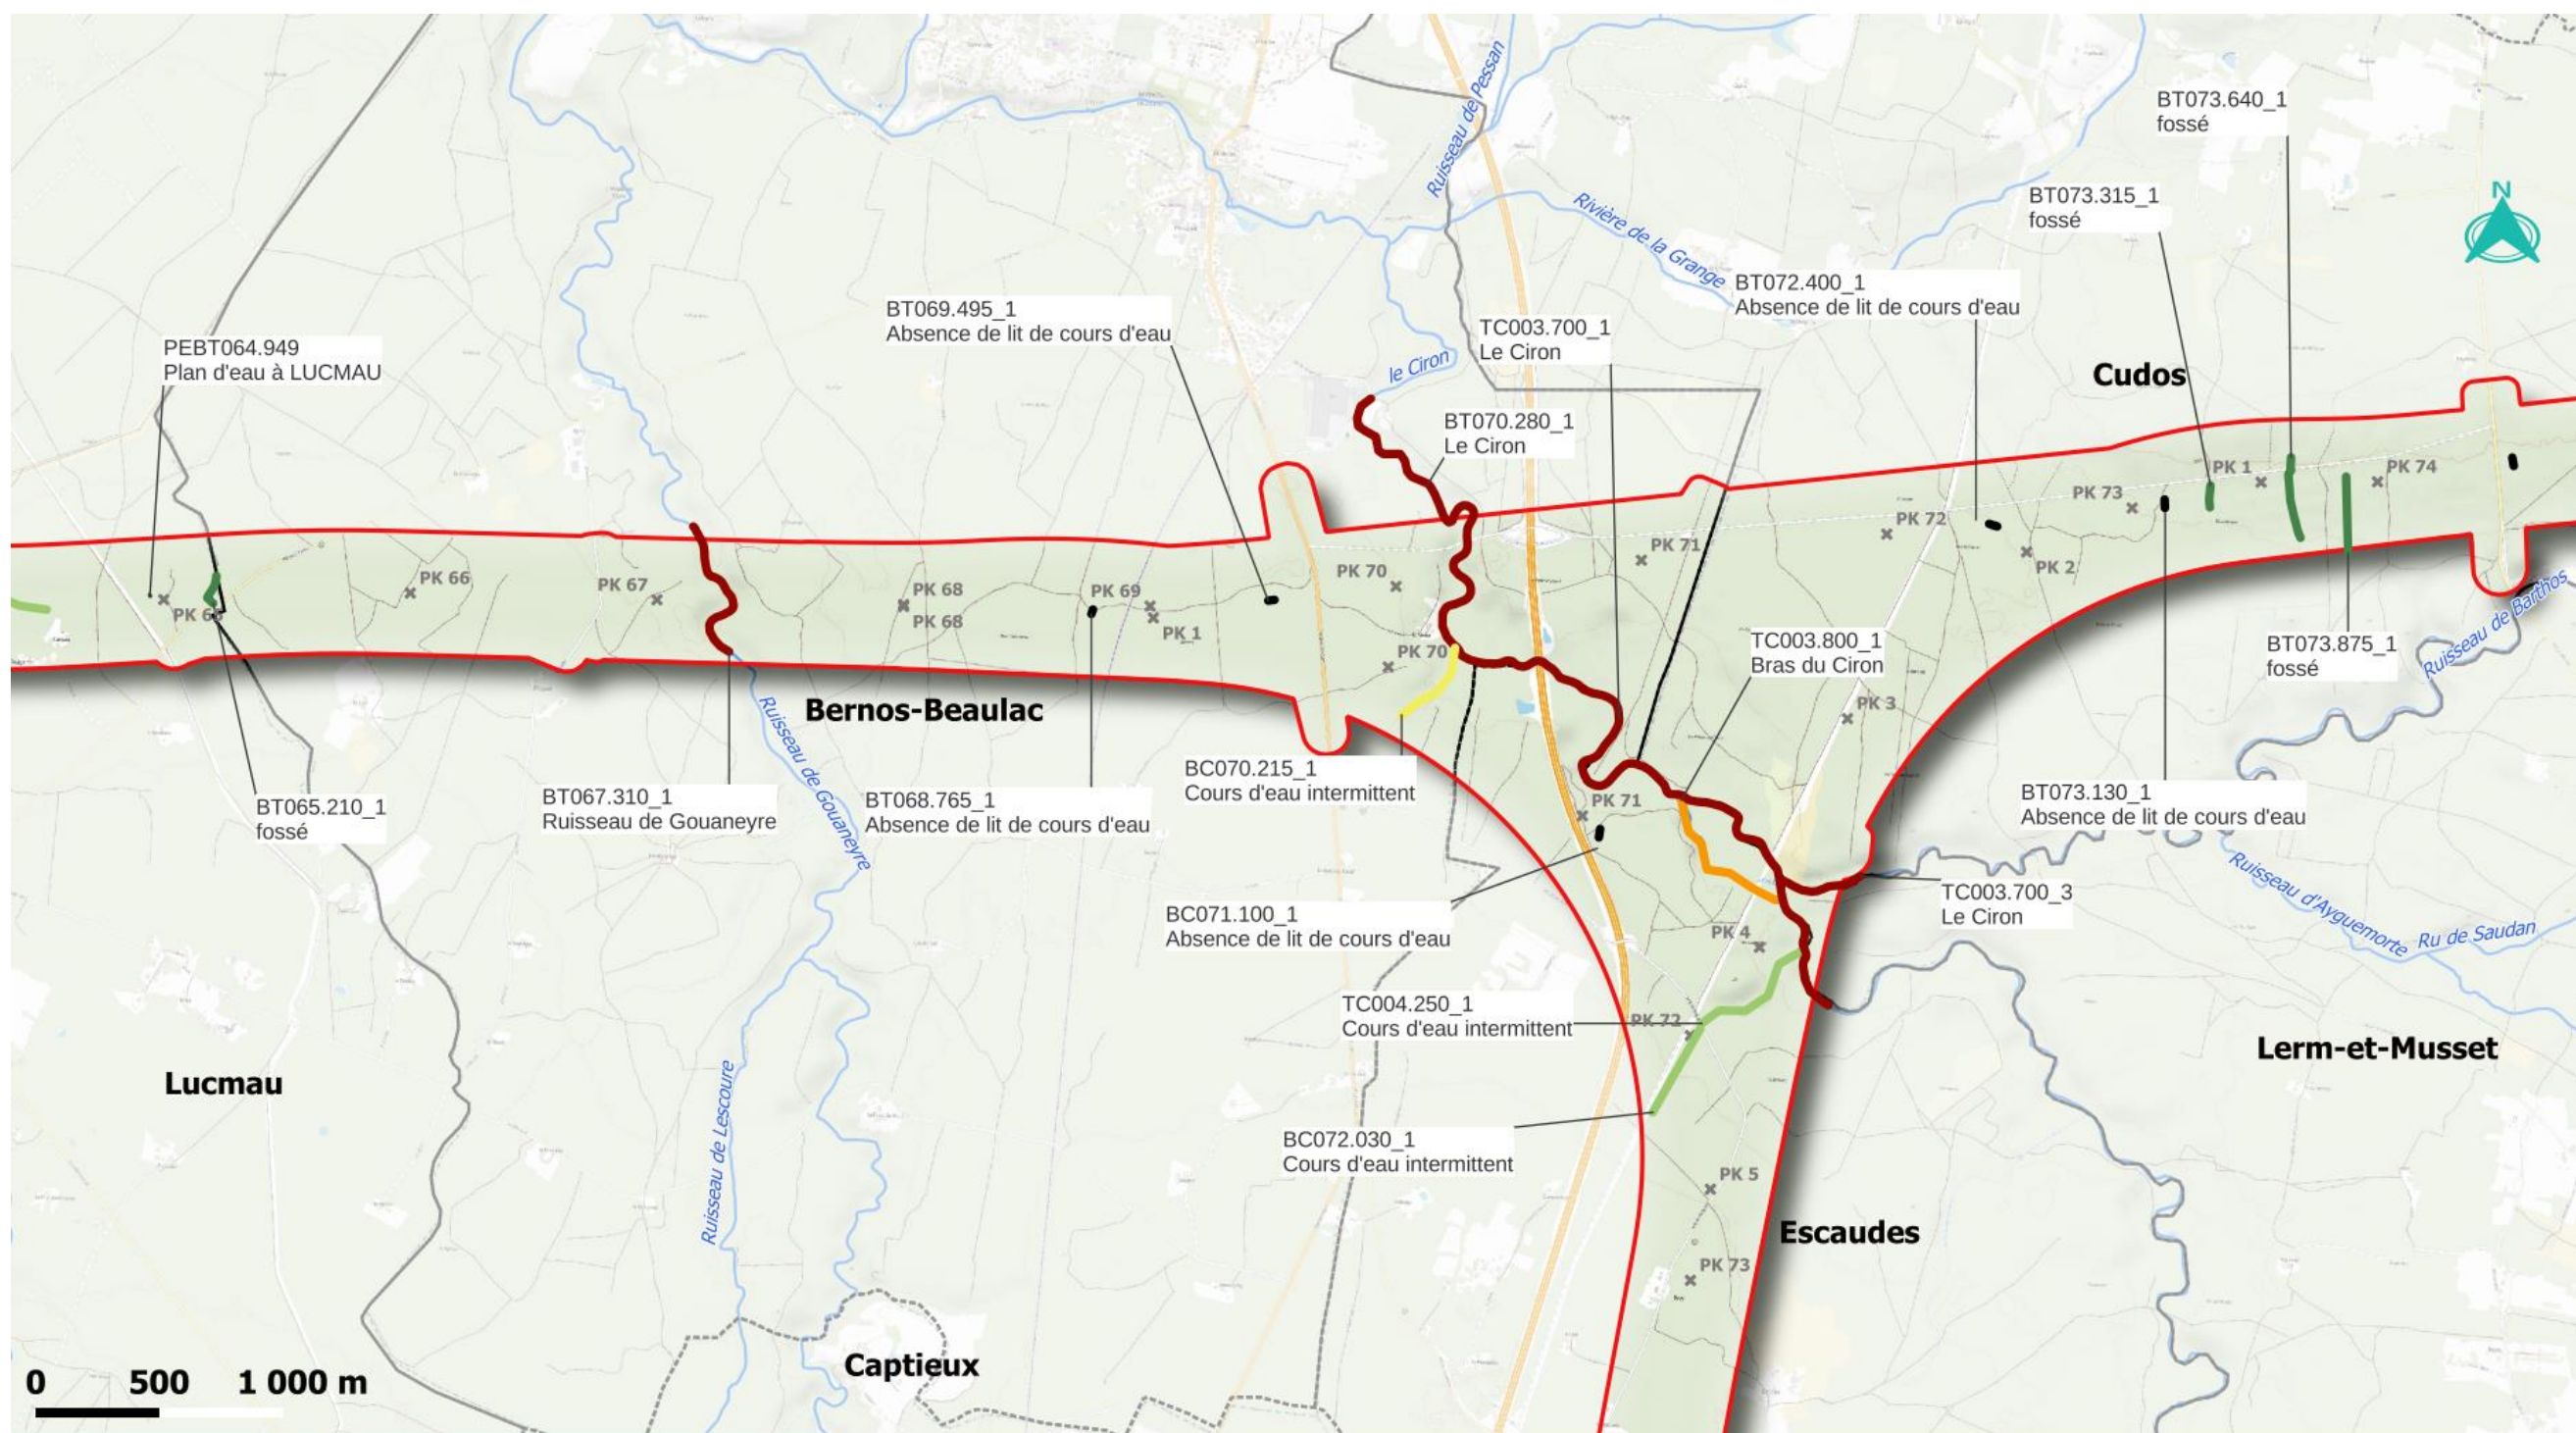 Ruisseau de Pessan
N
BT073.640_1
fossé
BT073.315_1
fossé
Rivière de la Grange
BT072.400_1
Absence de lit de cours d'eau
BT069.495_1
Absence de lit de cours d'eau
TC003.700_1
Le Ciron
PEBT064.949
Plan d'eau à LUCMAU
le Ciron
Cudos
BT070.280_1
Le Ciron
PK 1
PK 74
PK 73
PK 72
PK 71
PK 2
PK 70
PK 66
PK 67
PK 68
PK 68
PK 69
PK 1
PK 65
PK 70
Ruisseau de Barthos
TC003.800_1
Bras du Ciron
BT073.875_1
fossé
PK 3
Bernos-Beaulac
Ruisseau de Gouaneyre
BC070.215_1
Cours d'eau intermittent
BT065.210_1
fossé
BT067.310_1
Ruisseau de Gouaneyre
BT068.765_1
Absence de lit de cours d'eau
PK 71
BT073.130_1
Absence de lit de cours d'eau
Ruisseau d'Ayguemorte
Ru de Saudan
TC003.700_3
Le Ciron
BC071.100_1
Absence de lit de cours d'eau
PK 4
TC004.250_1
Cours d'eau intermittent
PK 72
Lerm-et-Musset
Lucmau
Ruisseau de Lescoure
BC072.030_1
Cours d'eau intermittent
PK 5
Escaudes
PK 73
Captieux
0 500 1 000 m